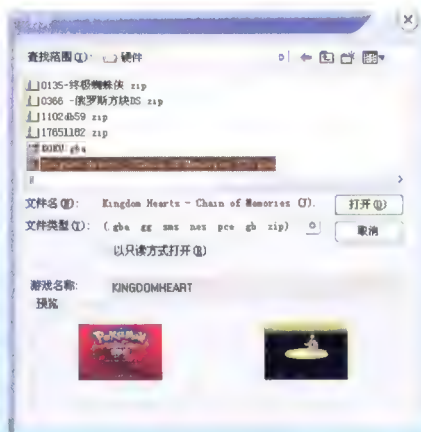 查找范围(I): 硬件
0135-终极蜘蛛侠 zip
0366 -俄罗斯方块DS zip
1102db59 zip
17651182 zip
gba
文件名(N): Kingdom Hearts - Chain of Memories (J). 打开(O)
文件类型(T): (.gba gg sms nes pce gb zip) 取消
以只读方式打开(R)
游戏名称: KINGDOMHEART
预览
Pokémon